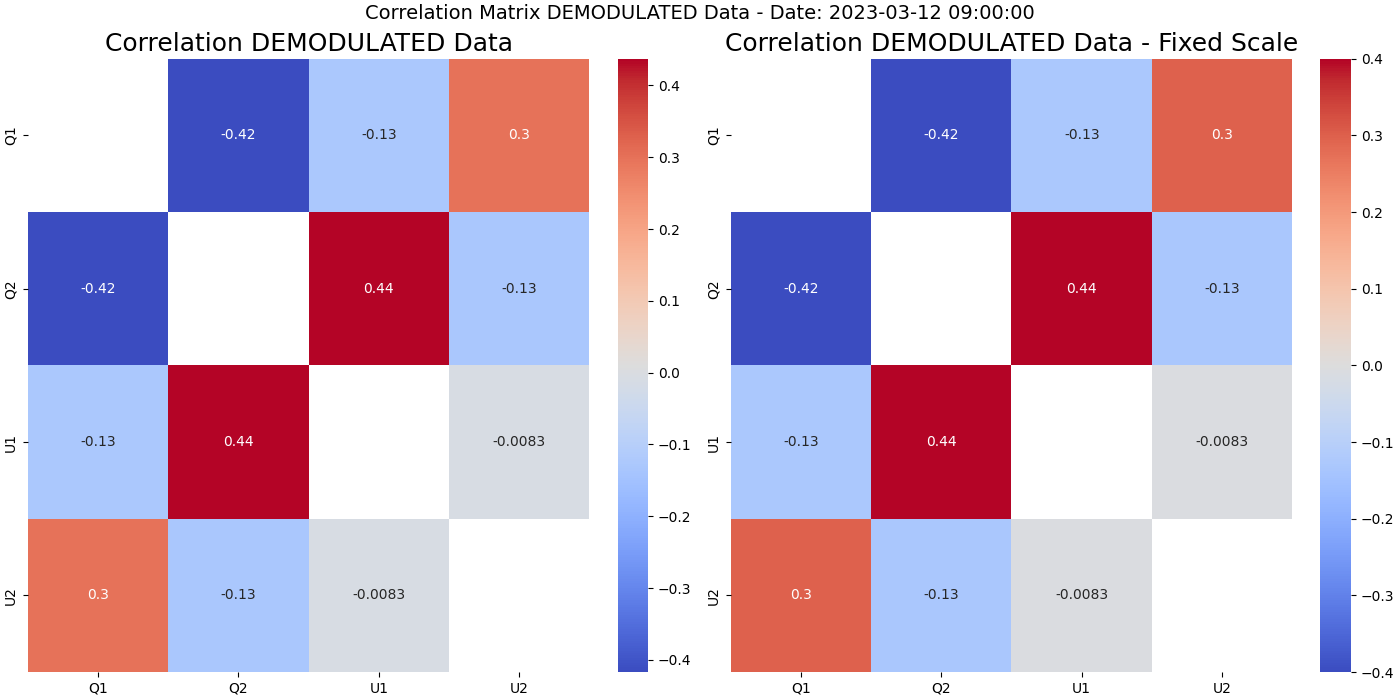 Correlation Matrix DEMODULATED Data - Date: 2023-03-12 09:00:00
Correlation DEMODULATED Data
Q1
-0.42
-0.13
0.3
Q2
-0.42
0.44
-0.13
U1
-0.13
0.44
-0.0083
U2
0.3
-0.13
-0.0083
Q1
Q2
U1
U2
0.4
0.3
0.2
0.1
0.0
−0.1
−0.2
−0.3
−0.4
Correlation DEMODULATED Data - Fixed Scale
Q1
-0.42
-0.13
0.3
Q2
-0.42
0.44
-0.13
U1
-0.13
0.44
-0.0083
U2
0.3
-0.13
-0.0083
Q1
Q2
U1
U2
0.4
0.3
0.2
0.1
0.0
−0.1
−0.2
−0.3
−0.4